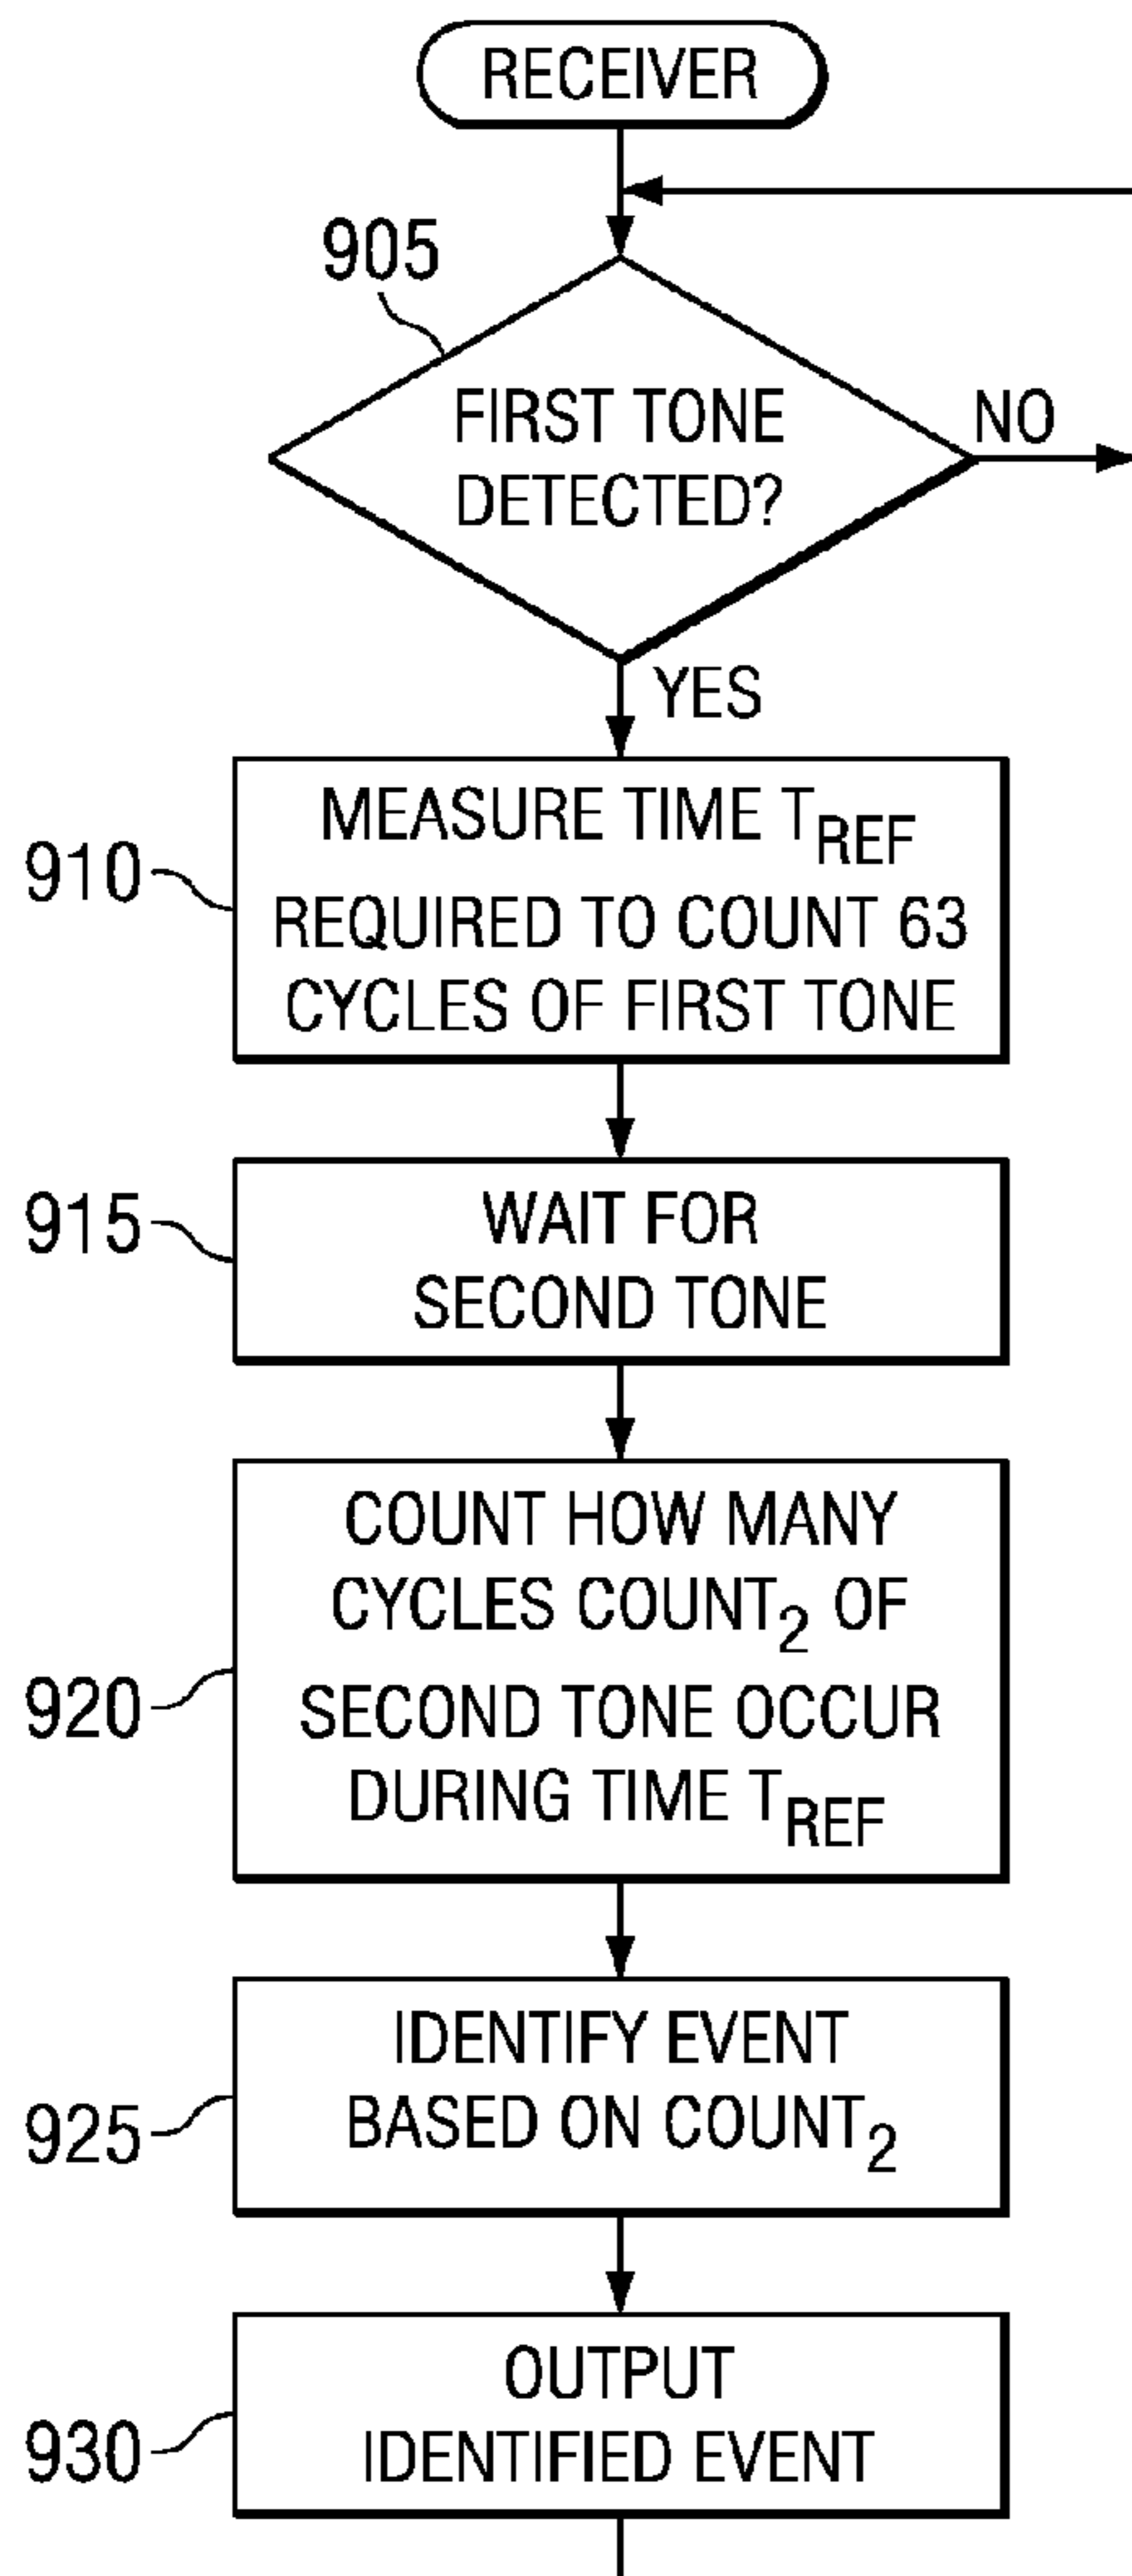 RECEIVER
905
FIRST TONE
DETECTED?
NO
YES
910
MEASURE TIME T_REF
REQUIRED TO COUNT 63
CYCLES OF FIRST TONE
915
WAIT FOR
SECOND TONE
920
COUNT HOW MANY
CYCLES COUNT₂ OF
SECOND TONE OCCUR
DURING TIME T_REF
925
IDENTIFY EVENT
BASED ON COUNT₂
930
OUTPUT
IDENTIFIED EVENT